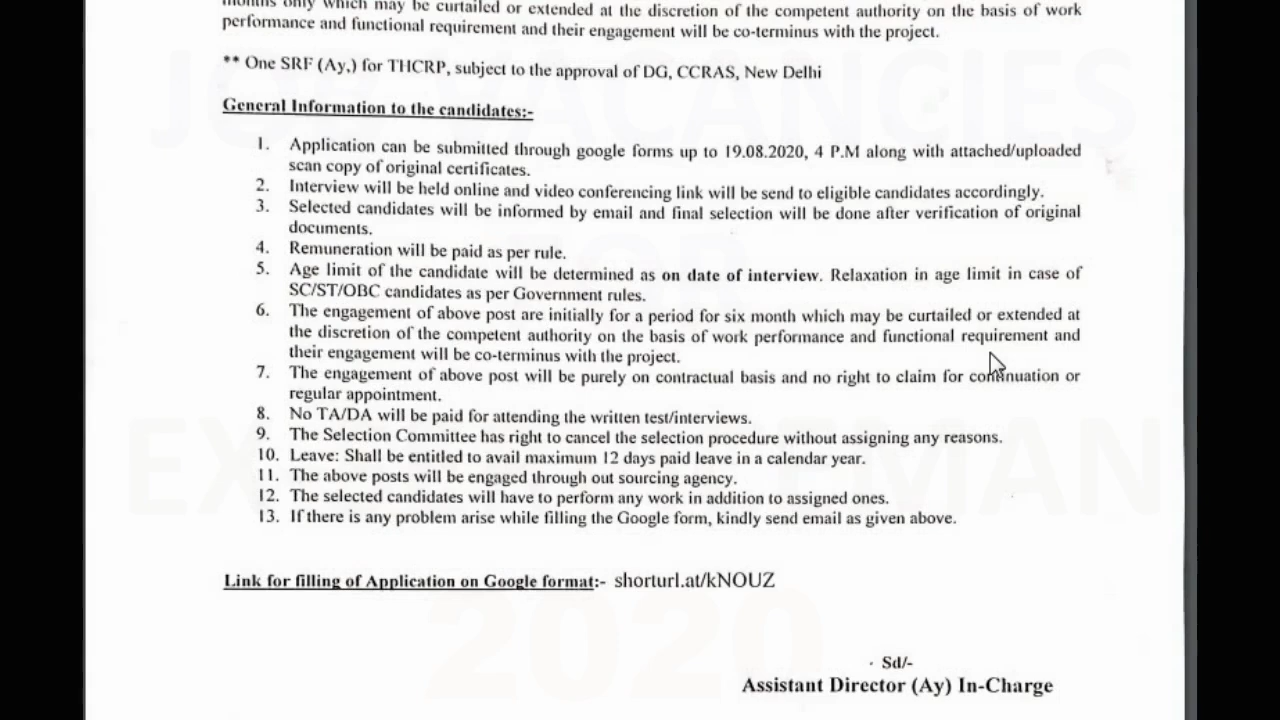 months only which may be curtailed or extended at the discretion of the competent authority on the basis of work
performance and functional requirement and their engagement will be co-terminus with the project.
** One SRF (Ay.) for THCRP, subject to the approval of DG, CCRAS, New Delhi
General Information to the candidates:-
1. Application can be submitted through google forms up to 19.08.2020, 4 P.M along with attached/uploaded
scan copy of original certificates.
2. Interview will be held online and video conferencing link will be send to eligible candidates accordingly.
3. Selected candidates will be informed by email and final selection will be done after verification of original
documents.
4. Remuneration will be paid as per rule.
5. Age limit of the candidate will be determined as on date of interview. Relaxation in age limit in case of
SC/ST/OBC candidates as per Government rules.
6. The engagement of above post are initially for a period for six month which may be curtailed or extended at
the discretion of the competent authority on the basis of work performance and functional requirement and
their engagement will be co-terminus with the project.
7. The engagement of above post will be purely on contractual basis and no right to claim for continuation or
regular appointment.
8. No TA/DA will be paid for attending the written test/interviews.
9. The Selection Committee has right to cancel the selection procedure without assigning any reasons.
10. Leave: Shall be entitled to avail maximum 12 days paid leave in a calendar year.
11. The above posts will be engaged through out sourcing agency.
12. The selected candidates will have to perform any work in addition to assigned ones.
13. If there is any problem arise while filling the Google form, kindly send email as given above.
Link for filling of Application on Google format:- shorturl.at/kNOUZ
Sd/-
Assistant Director (Ay) In-Charge
JOB VACANCIES
FOR
2020